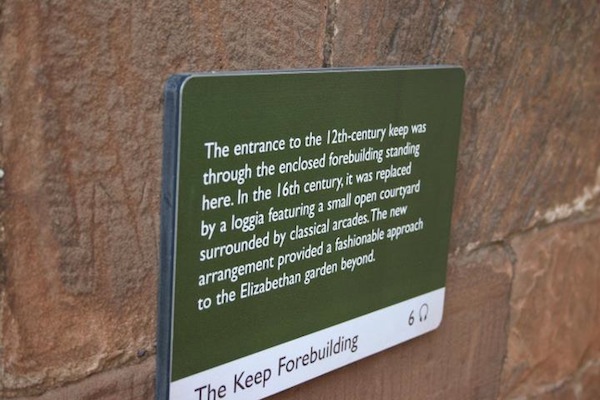 The entrance to the 12th-century keep was
through the enclosed forebuilding standing
here. In the 16th century, it was replaced
by a loggia featuring a small open courtyard
surrounded by classical arcades. The new
arrangement provided a fashionable approach
to the Elizabethan garden beyond.
6
The Keep Forebuilding